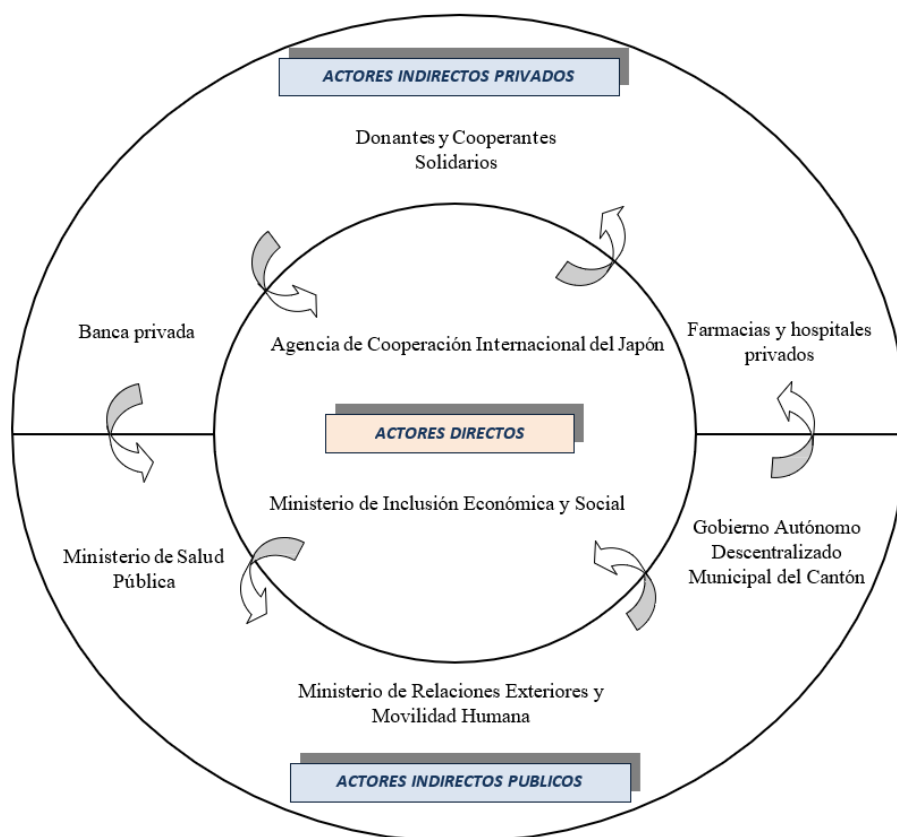 ACTORES INDIRECTOS PRIVADOS
Donantes y Cooperantes
Solidarios
Banca privada
Farmacias y hospitales
privados
Agencia de Cooperación Internacional del Japón
ACTORES DIRECTOS
Ministerio de Inclusión Económica y Social
Ministerio de Salud
Pública
Gobierno Autónomo
Descentralizado
Municipal del Cantón
Ministerio de Relaciones Exteriores y
Movilidad Humana
ACTORES INDIRECTOS PUBLICOS